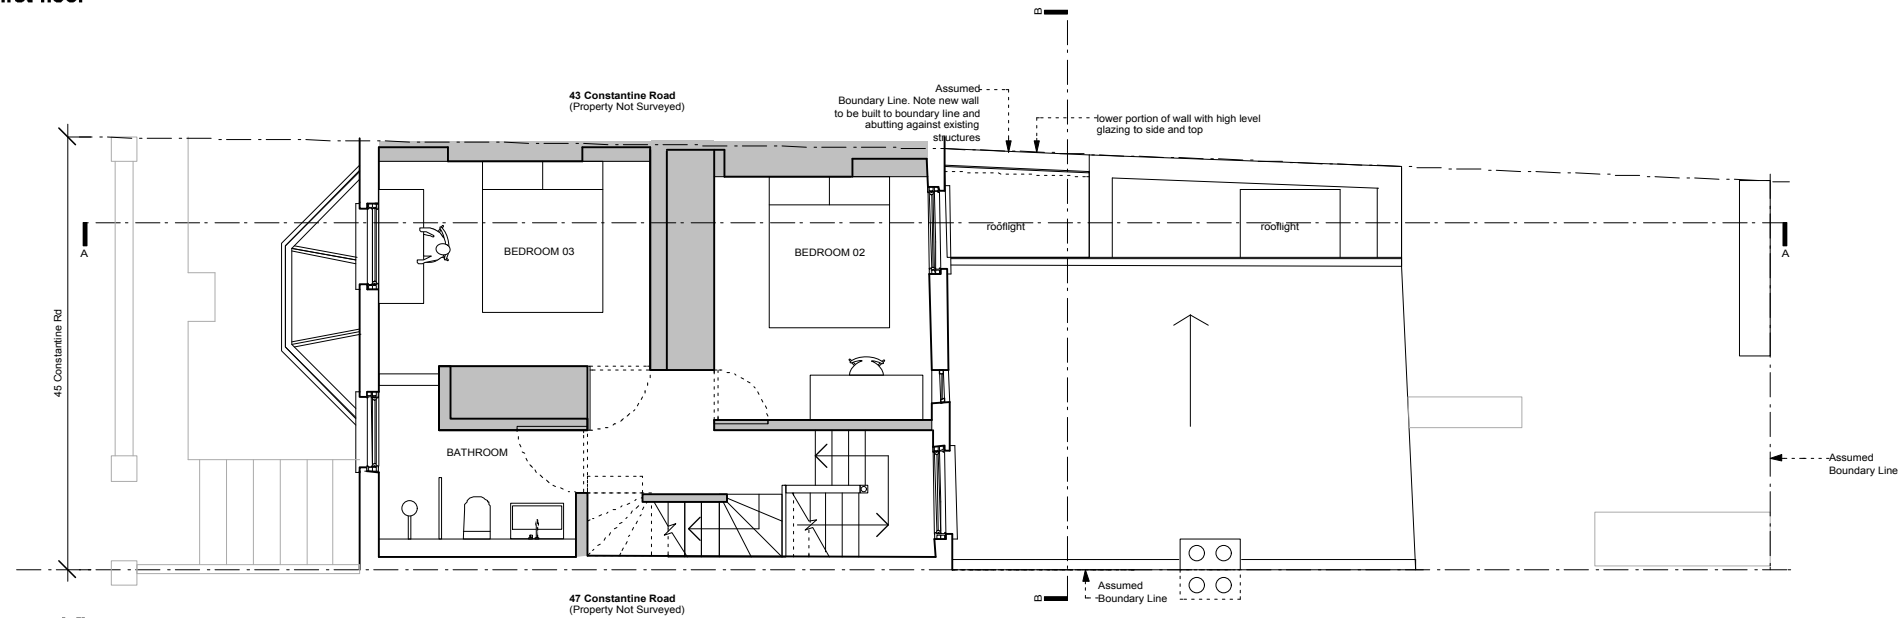 first floor
B
43 Constantine Road
(Property Not Surveyed)
Assumed
Boundary Line. Note new wall
to be built to boundary line and
abutting against existing
structures
lower portion of wall with high level
glazing to side and top
rooflight
rooflight
A
A
BEDROOM 03
BEDROOM 02
45 Constantine Rd
BATHROOM
Assumed
Boundary Line
Assumed
Boundary Line
B
47 Constantine Road
(Property Not Surveyed)